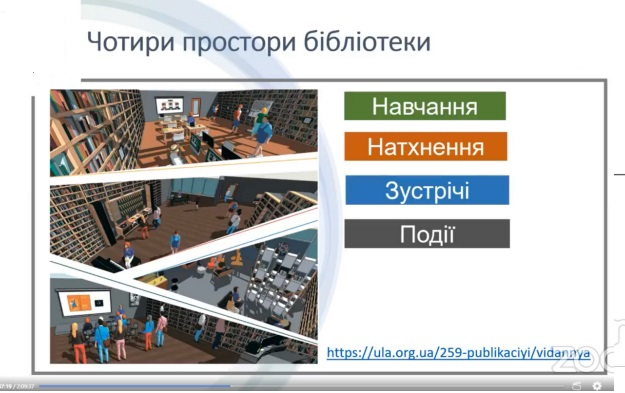 Чотири простори бібліотеки
Навчання
Натхнення
Зустрічі
Події
https://ula.org.ua/259-publikaciyi/vidannya